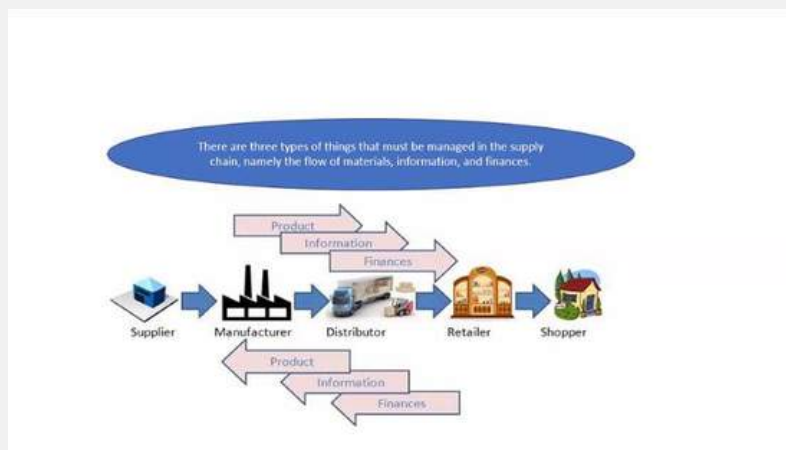 There are three types of things that must be managed in the supply
chain, namely the flow of materials, information, and finances.
Product
Information
Finances
Supplier
Manufacturer
Distributor
Retailer
Shopper
Product
Information
Finances